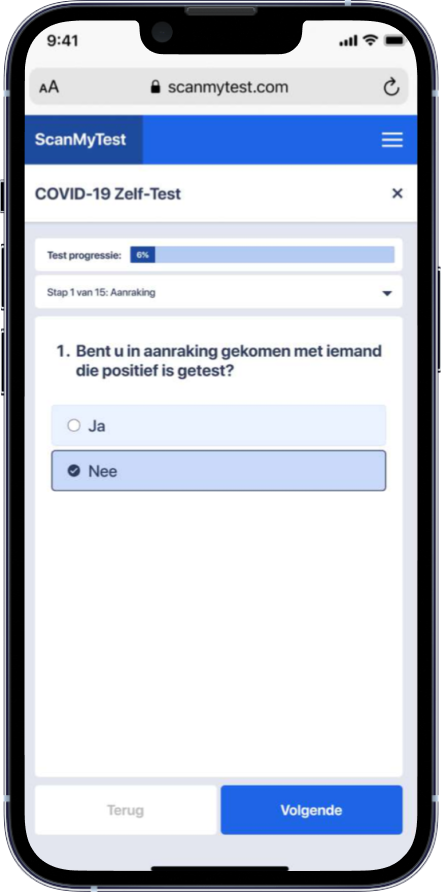 9:41
AA scanmytest.com
ScanMyTest
COVID-19 Zelf-Test
Test progressie: 6%
Stap 1 van 15: Aanraking
1. Bent u in aanraking gekomen met iemand
die positief is getest?
Ja
Nee
Terug Volgende